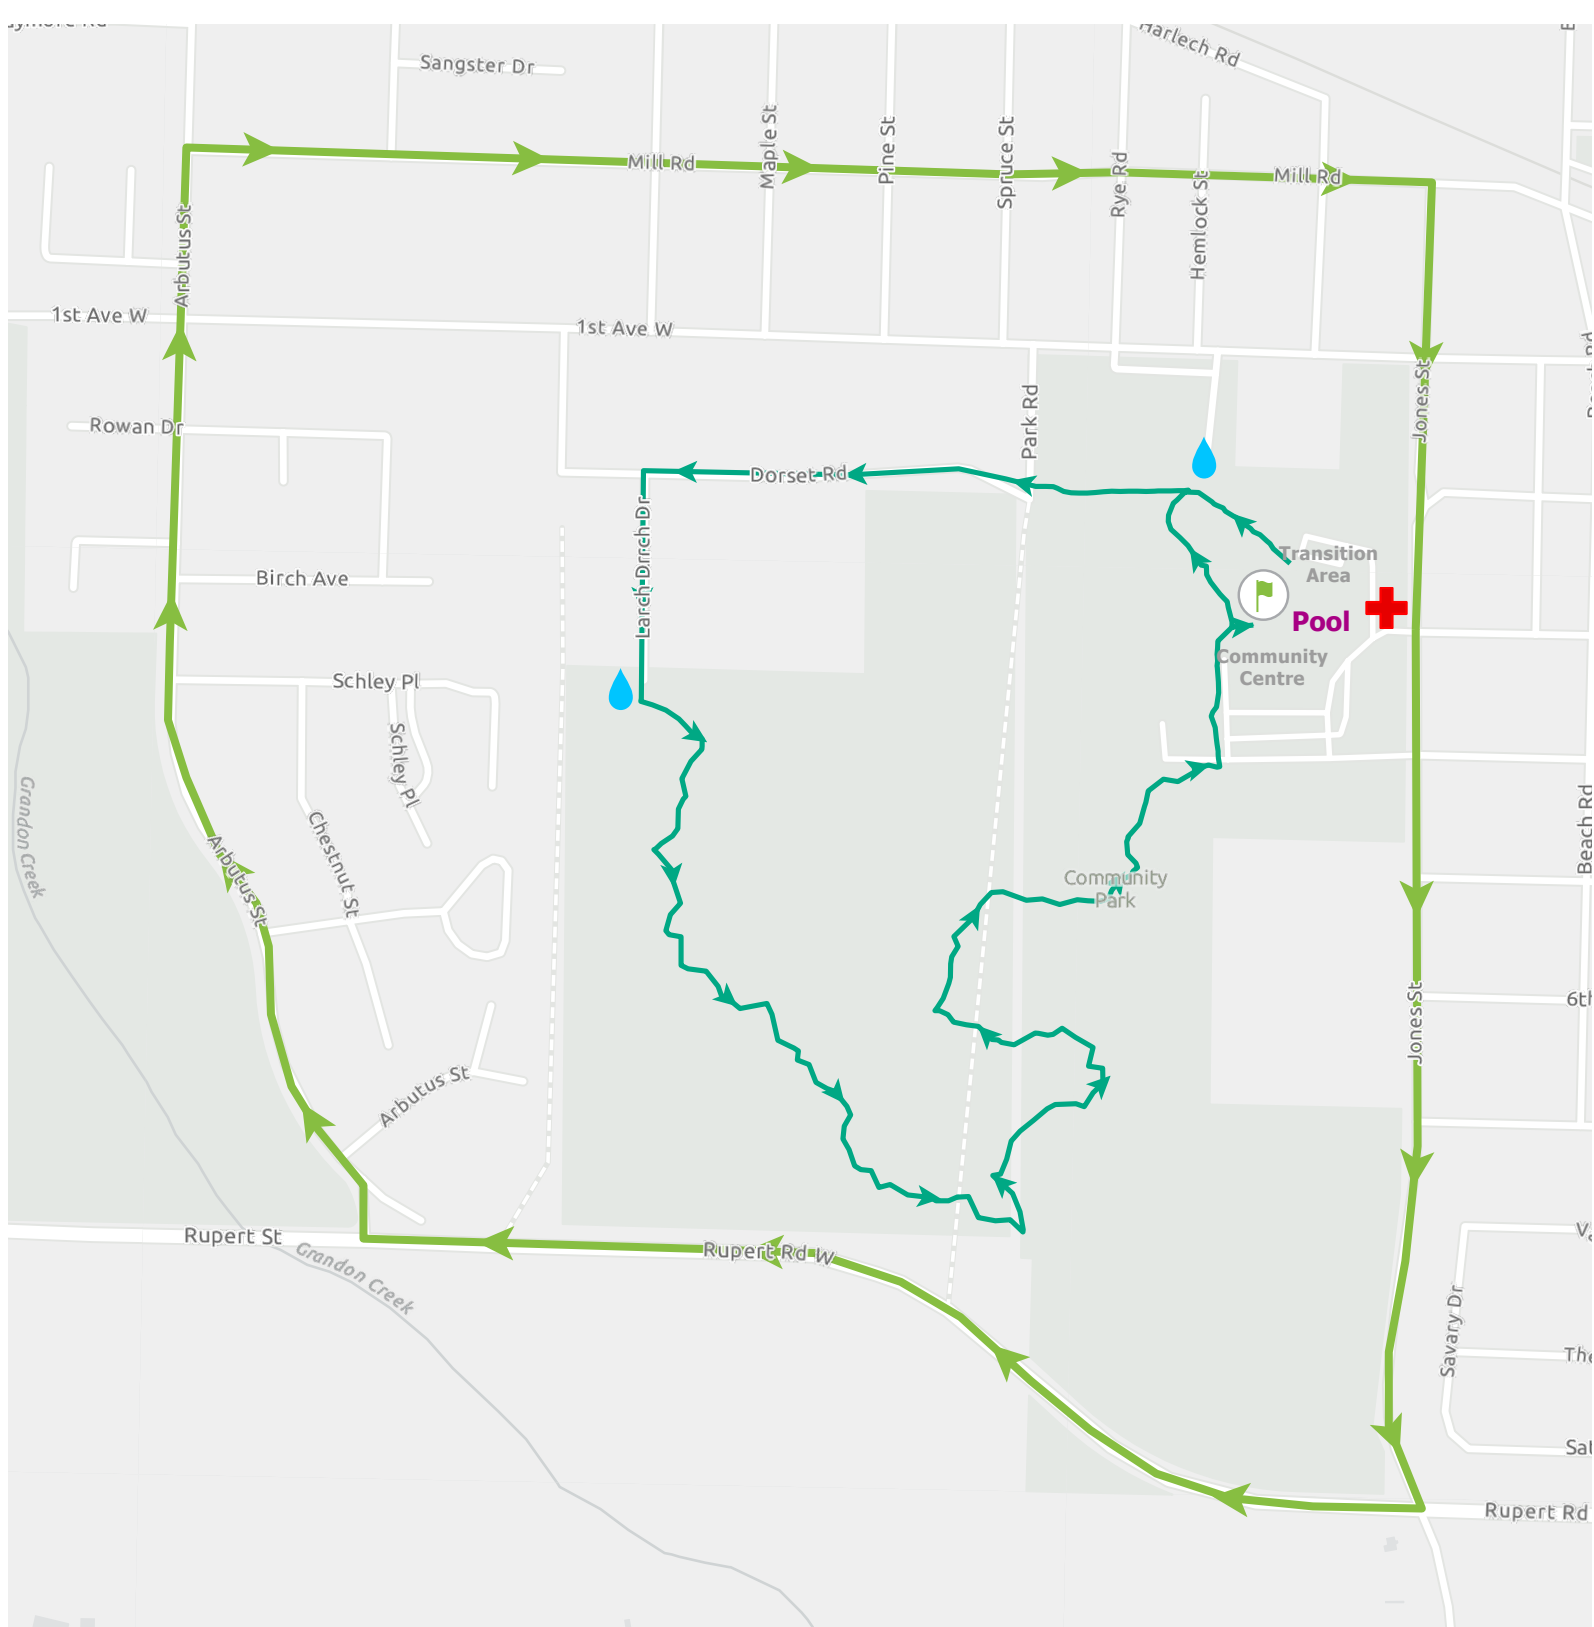 Harlech Rd
Sangster Dr
Maple St
Pine St
Spruce St
Rye Rd
Mill Rd
Mill Rd
Hemlock St
Arbutus St
1st Ave W
1st Ave W
Jones St
Park Rd
Rowan Dr
Dorset Rd
Larch Dr
Transition
Area
Birch Ave
Pool
Community
Centre
Schley Pl
Schley Pl
Grandon Creek
Chestnut St
Arbutus St
Beach Rd
Community
Park
6th
Jones St
Arbutus St
Rupert St
Rupert Rd W
Grandon Creek
Savary Dr
The
Sat
Rupert Rd